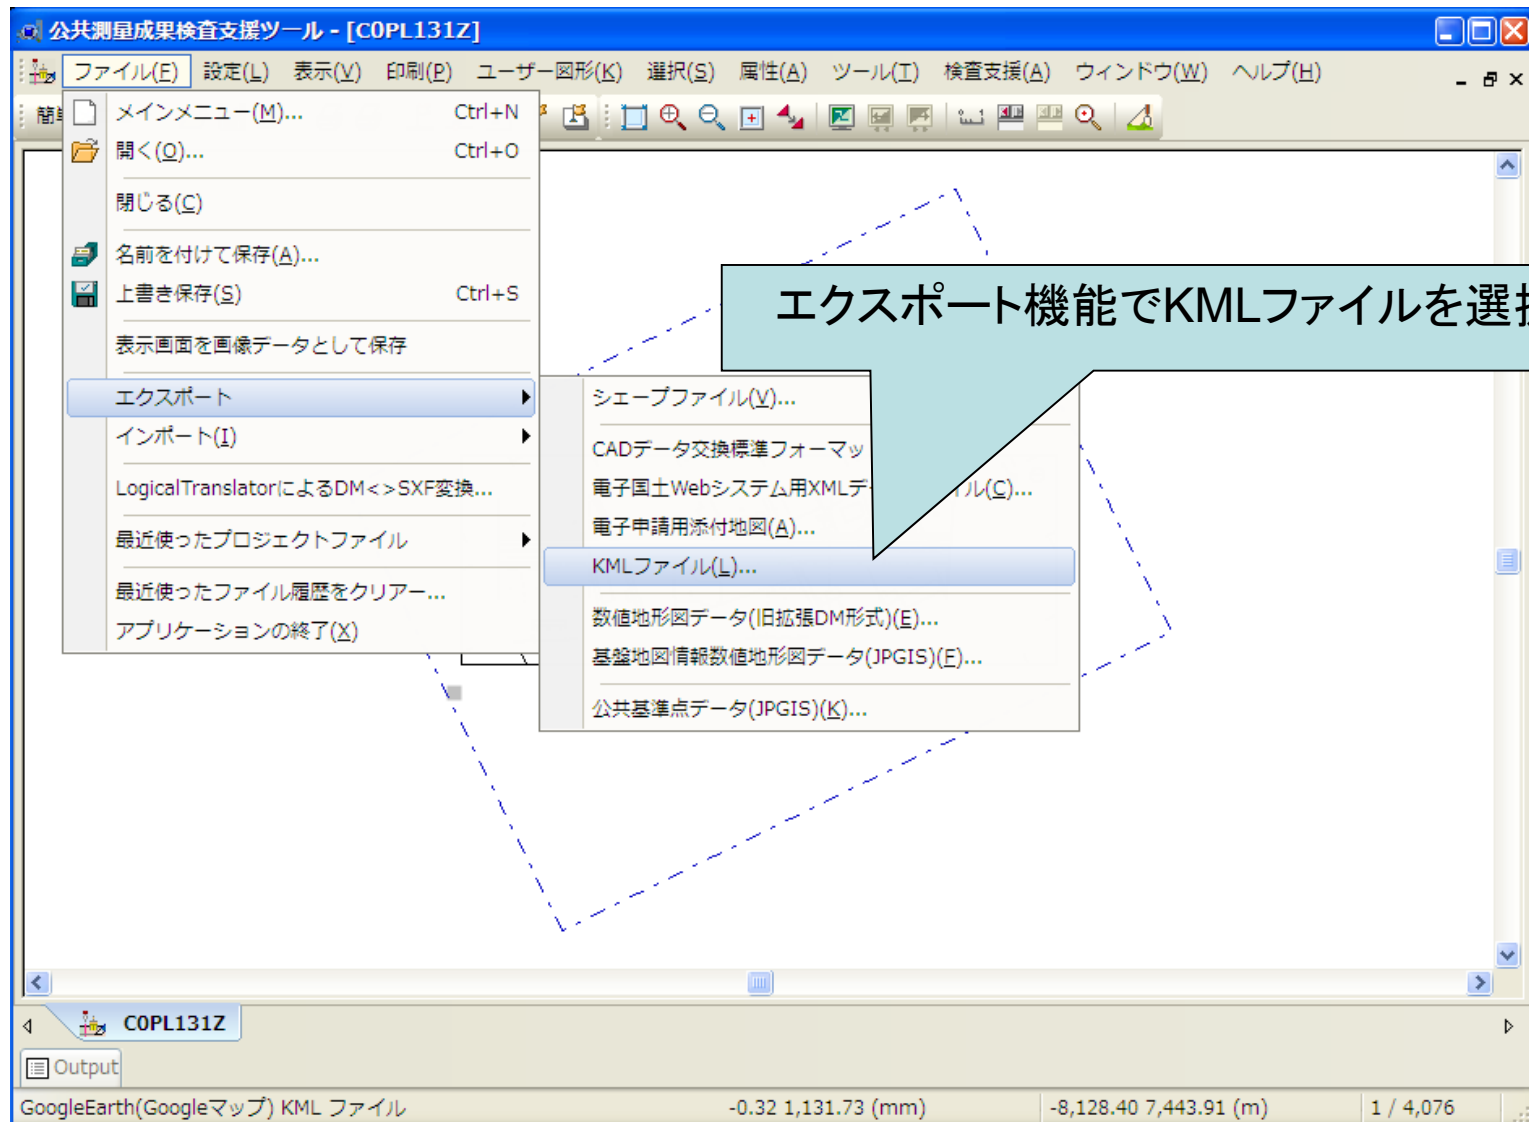 公共測量成果検査支援ツール - [C0PL131Z]
ファイル(F) 設定(L) 表示(V) 印刷(P) ユーザー図形(K) 選択(S) 属性(A) ツール(T) 検査支援(A) ウィンドウ(W) ヘルプ(H)
メインメニュー(M)... Ctrl+N
開く(O)... Ctrl+O
閉じる(C)
名前を付けて保存(A)...
上書き保存(S) Ctrl+S
表示画面を画像データとして保存
エクスポート
インポート(I)
LogicalTranslatorによるDM<>SXF変換...
最近使ったプロジェクトファイル
最近使ったファイル履歴をクリアー...
アプリケーションの終了(X)
エクスポート機能でKMLファイルを選
シェープファイル(V)...
CADデータ交換標準フォーマッ
電子国土Webシステム用XMLデ ル(C)...
電子申請用添付地図(A)...
KMLファイル(L)...
数値地形図データ(旧拡張DM形式)(E)...
基盤地図情報数値地形図データ(JPGIS)(F)...
公共基準点データ(JPGIS)(K)...
C0PL131Z
Output
GoogleEarth(Googleマップ) KML ファイル -0.32 1,131.73 (mm) -8,128.40 7,443.91 (m) 1 / 4,076